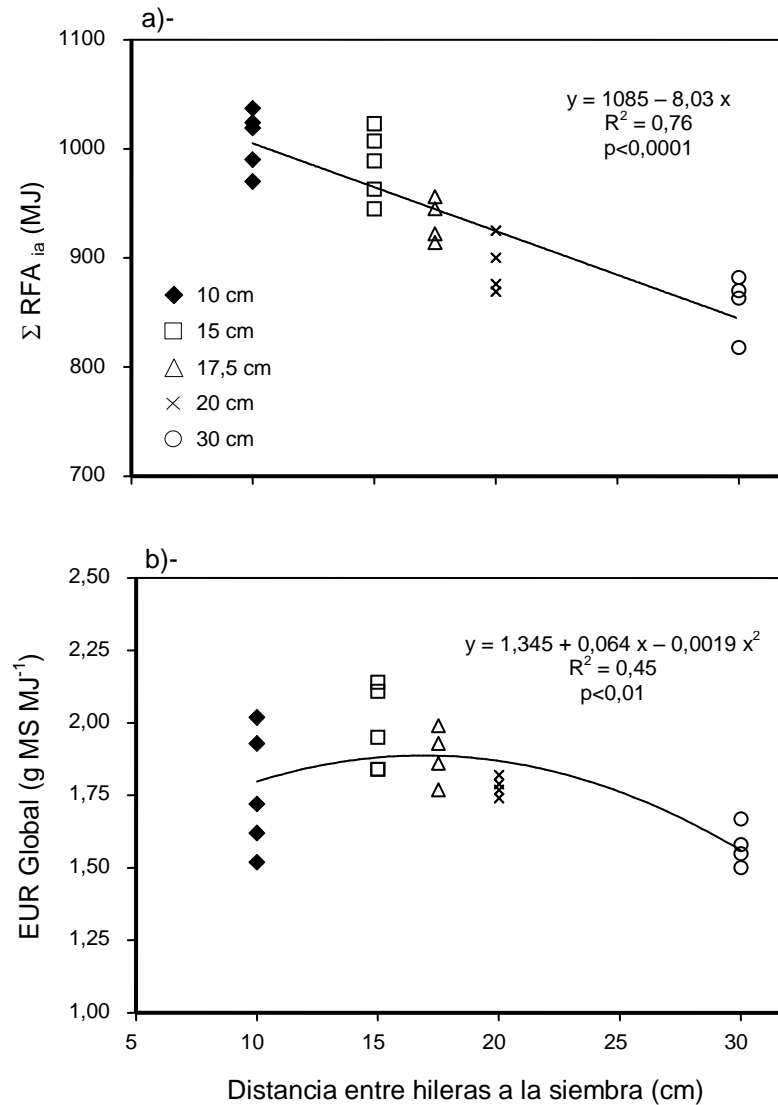 a)-
1100
1000
900
800
700
Σ RFA ia (MJ)
y = 1085 – 8,03 x
R² = 0,76
p<0,0001
10 cm
15 cm
17,5 cm
20 cm
30 cm
b)-
2,50
2,25
2,00
1,75
1,50
1,25
1,00
EUR Global (g MS MJ⁻¹)
y = 1,345 + 0,064 x – 0,0019 x²
R² = 0,45
p<0,01
5 10 15 20 25 30
Distancia entre hileras a la siembra (cm)